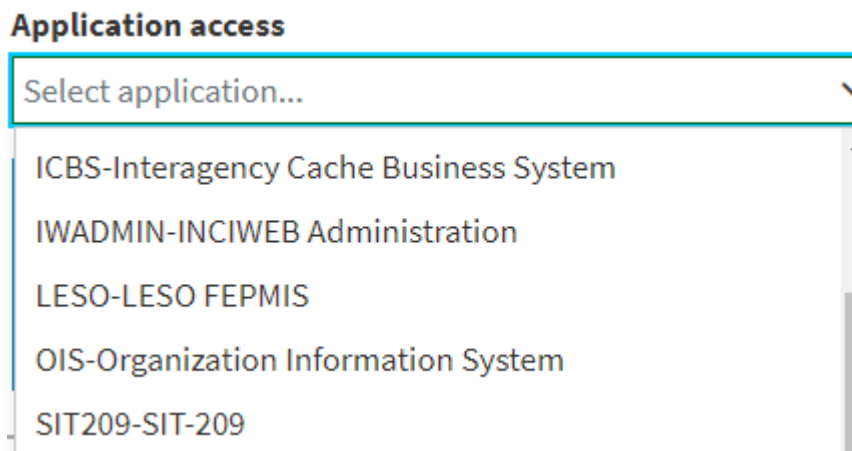 Application access
Select application...
ICBS-Interagency Cache Business System
IWADMIN-INCIWEB Administration
LESO-LESO FEPMIS
OIS-Organization Information System
SIT209-SIT-209